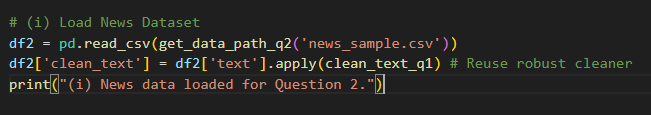 # (i) Load News Dataset
df2 = pd.read_csv(get_data_path_q2('news_sample.csv'))
df2['clean_text'] = df2['text'].apply(clean_text_q1) # Reuse robust cleaner
print("(i) News data loaded for Question 2.")